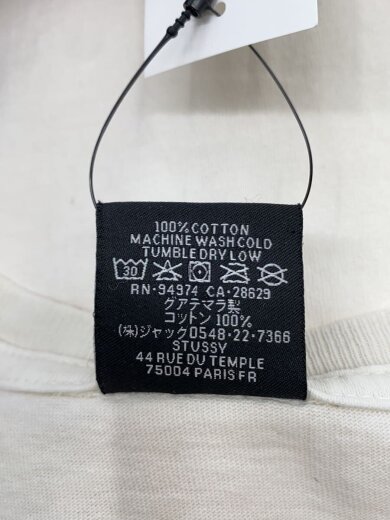 100% COTTON
MACHINE WASH COLD
TUMBLE DRY LOW
30
RN・94974 CA・28629
グアテマラ製
コットン 100%
(株)ジャック0548・22・7366
STUSSY
44 RUE DU TEMPLE
75004 PARIS FR